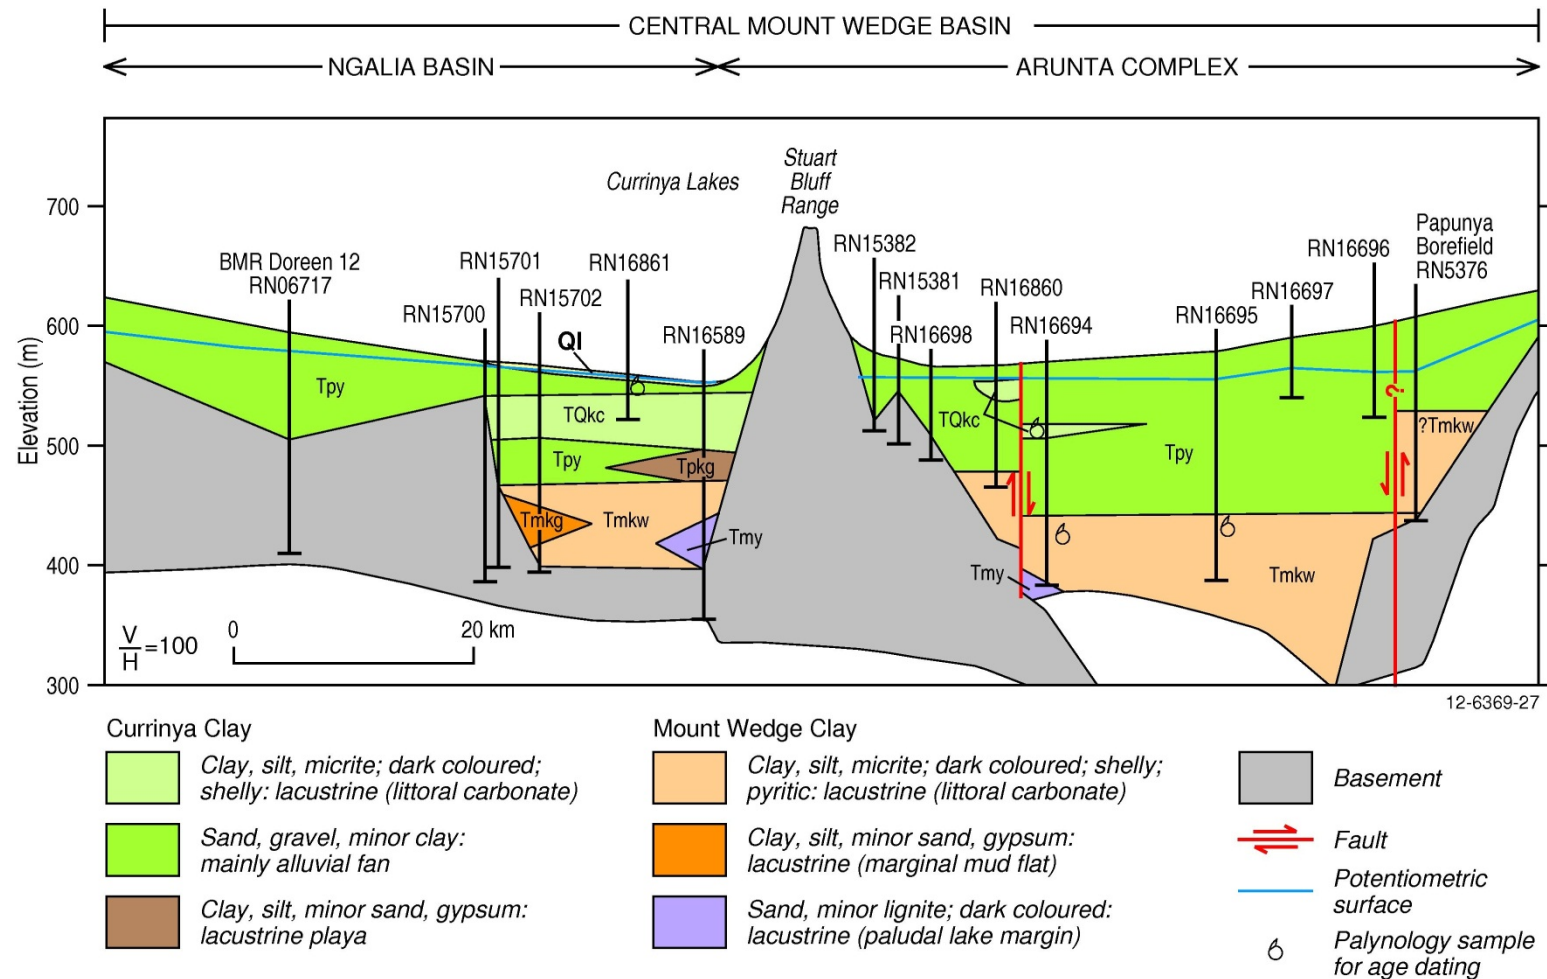 CENTRAL MOUNT WEDGE BASIN
NGALIA BASIN
ARUNTA COMPLEX
Elevation (m)
700
600
500
400
300
Currinya Lakes
Stuart
Bluff
Range
BMR Doreen 12
RN06717
RN15700
RN15701
RN15702
RN16861
RN16589
RN15382
RN15381
RN16698
RN16860
RN16694
RN16695
RN16697
RN16696
Papunya
Borefield
RN5376
Ql
Tpy
TQkc
Tpy
Tpkg
Tmkg
Tmkw
Tmy
TQkc
Tpy
Tmy
Tmkw
?
?Tmkw
V
H
=100
0
20 km
12-6369-27
Currinya Clay
Clay, silt, micrite; dark coloured;
shelly: lacustrine (littoral carbonate)
Sand, gravel, minor clay:
mainly alluvial fan
Clay, silt, minor sand, gypsum:
lacustrine playa
Mount Wedge Clay
Clay, silt, micrite; dark coloured; shelly;
pyritic: lacustrine (littoral carbonate)
Clay, silt, minor sand, gypsum:
lacustrine (marginal mud flat)
Sand, minor lignite; dark coloured:
lacustrine (paludal lake margin)
Basement
Fault
Potentiometric
surface
Palynology sample
for age dating